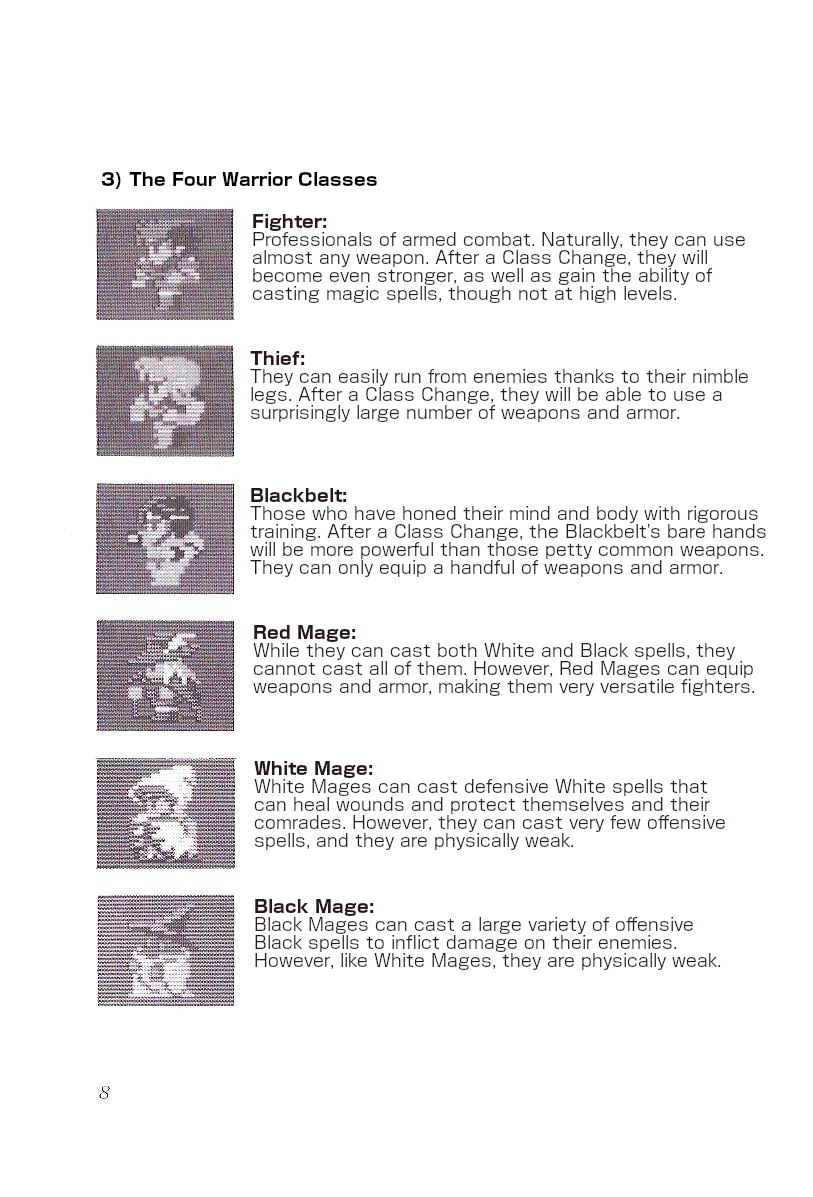 3) The Four Warrior Classes
Fighter:
Professionals of armed combat. Naturally, they can use
almost any weapon. After a Class Change, they will
become even stronger, as well as gain the ability of
casting magic spells, though not at high levels.
Thief:
They can easily run from enemies thanks to their nimble
legs. After a Class Change, they will be able to use a
surprisingly large number of weapons and armor.
Blackbelt:
Those who have honed their mind and body with rigorous
training. After a Class Change, the Blackbelt's bare hands
will be more powerful than those petty common weapons.
They can only equip a handful of weapons and armor.
Red Mage:
While they can cast both White and Black spells, they
cannot cast all of them. However, Red Mages can equip
weapons and armor, making them very versatile fighters.
White Mage:
White Mages can cast defensive White spells that
can heal wounds and protect themselves and their
comrades. However, they can cast very few offensive
spells, and they are physically weak.
Black Mage:
Black Mages can cast a large variety of offensive
Black spells to inflict damage on their enemies.
However, like White Mages, they are physically weak.
8